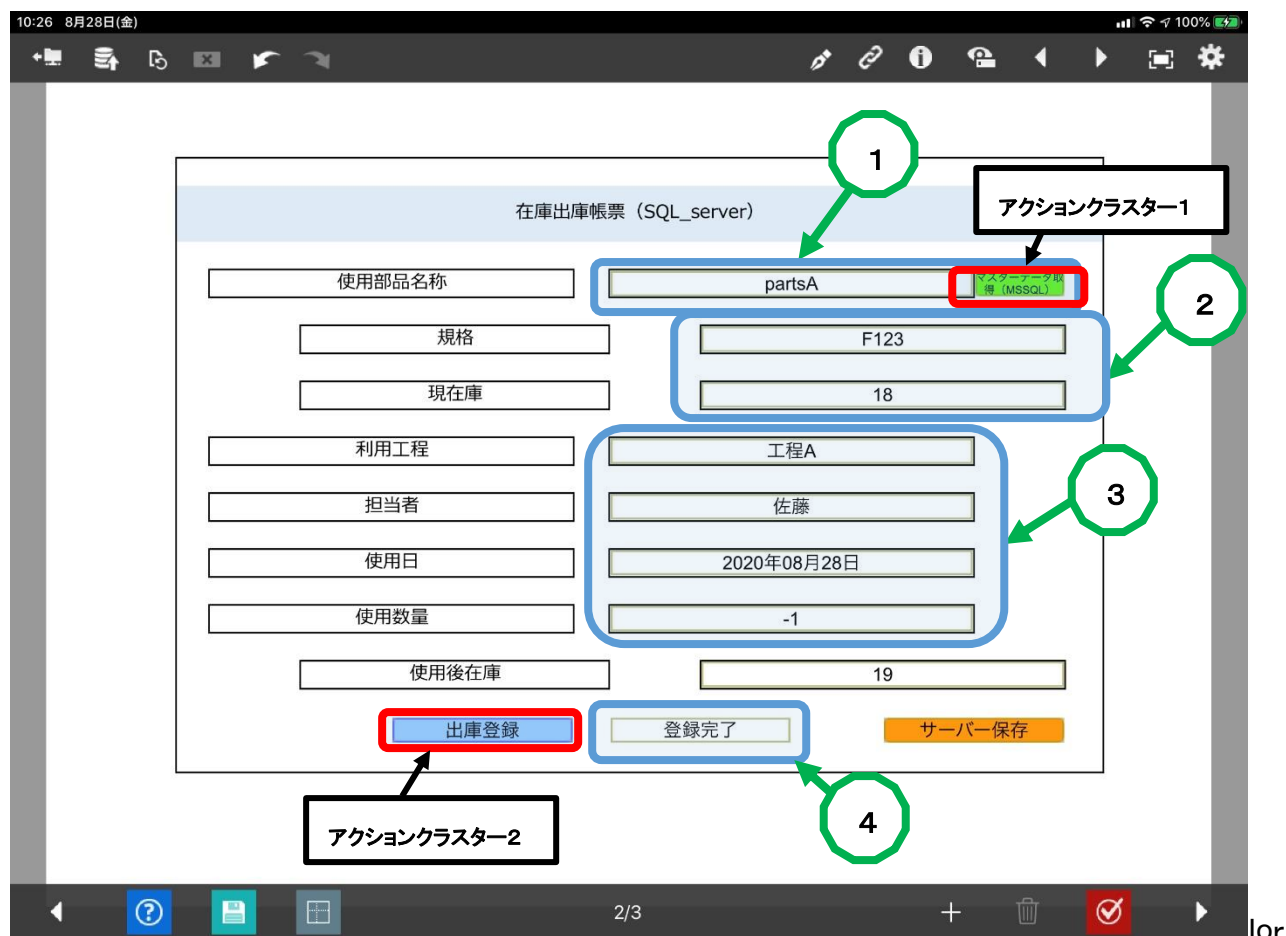 10:26 8月28日(金)
100%
1
アクションクラスター1
在庫出庫帳票（SQL_server）
使用部品名称
partsA
マスターデータ取
得（MSSQL）
2
規格
F123
現在庫
18
利用工程
工程A
3
担当者
佐藤
使用日
2020年08月28日
使用数量
-1
使用後在庫
19
出庫登録
登録完了
サーバー保存
アクションクラスター2
4
2/3